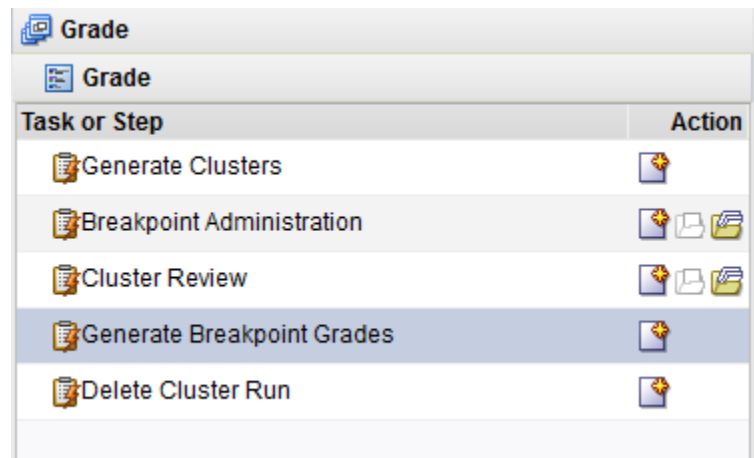 Grade
Grade
Task or Step Action
Generate Clusters
Breakpoint Administration
Cluster Review
Generate Breakpoint Grades
Delete Cluster Run